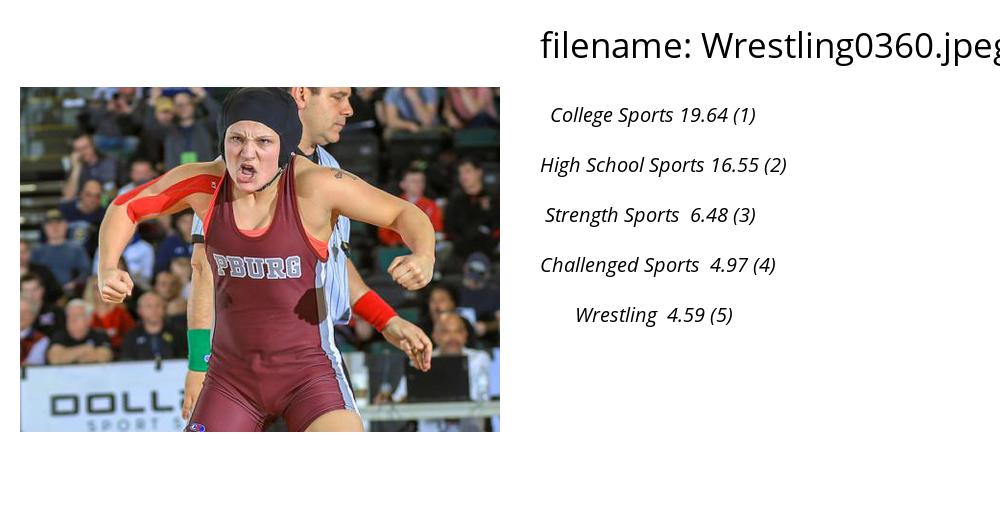 filename: Wrestling0360.jpeg
College Sports 19.64 (1)
High School Sports 16.55 (2)
Strength Sports 6.48 (3)
Challenged Sports 4.97 (4)
Wrestling 4.59 (5)
PBURG
DOLL
SPORT S